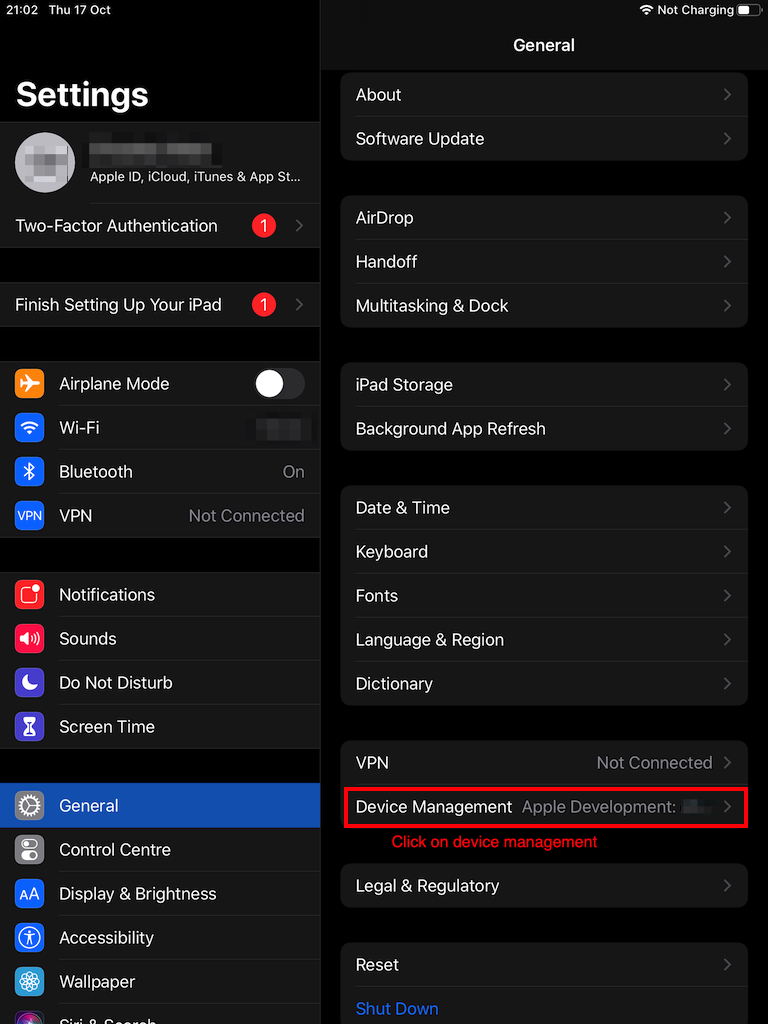 21:02 Thu 17 Oct
Not Charging
Settings
Apple ID, iCloud, iTunes & App St...
Two-Factor Authentication 1
Finish Setting Up Your iPad 1
Airplane Mode
Wi-Fi
Bluetooth On
VPN VPN Not Connected
Notifications
Sounds
Do Not Disturb
Screen Time
General
Control Centre
AA Display & Brightness
Accessibility
Wallpaper
Siri & Search
General
About
Software Update
AirDrop
Handoff
Multitasking & Dock
iPad Storage
Background App Refresh
Date & Time
Keyboard
Fonts
Language & Region
Dictionary
VPN Not Connected
Device Management Apple Development:
Click on device management
Legal & Regulatory
Reset
Shut Down